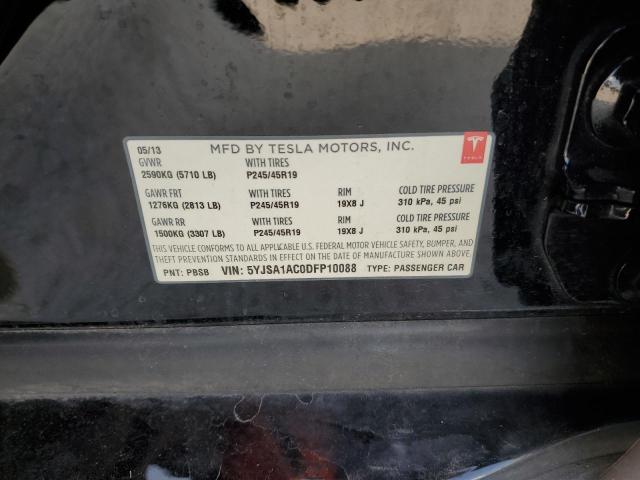 05/13 MFD BY TESLA MOTORS, INC.
GVWR WITH TIRES
2590KG (5710 LB) P245/45R19
TESLA
GAWR FRT WITH TIRES RIM COLD TIRE PRESSURE
1276KG (2813 LB) P245/45R19 19X8 J 310 kPa, 45 psi
GAWR RR WITH TIRES RIM COLD TIRE PRESSURE
1500KG (3307 LB) P245/45R19 19X8 J 310 kPa, 45 psi
THIS VEHICLE CONFORMS TO ALL APPLICABLE U.S. FEDERAL MOTOR VEHICLE SAFETY, BUMPER, AND
THEFT PREVENTION STANDARDS IN EFFECT ON THE DATE OF MANUFACTURE SHOWN ABOVE.
PNT: PBSB VIN: 5YJSA1AC0DFP10088 TYPE: PASSENGER CAR